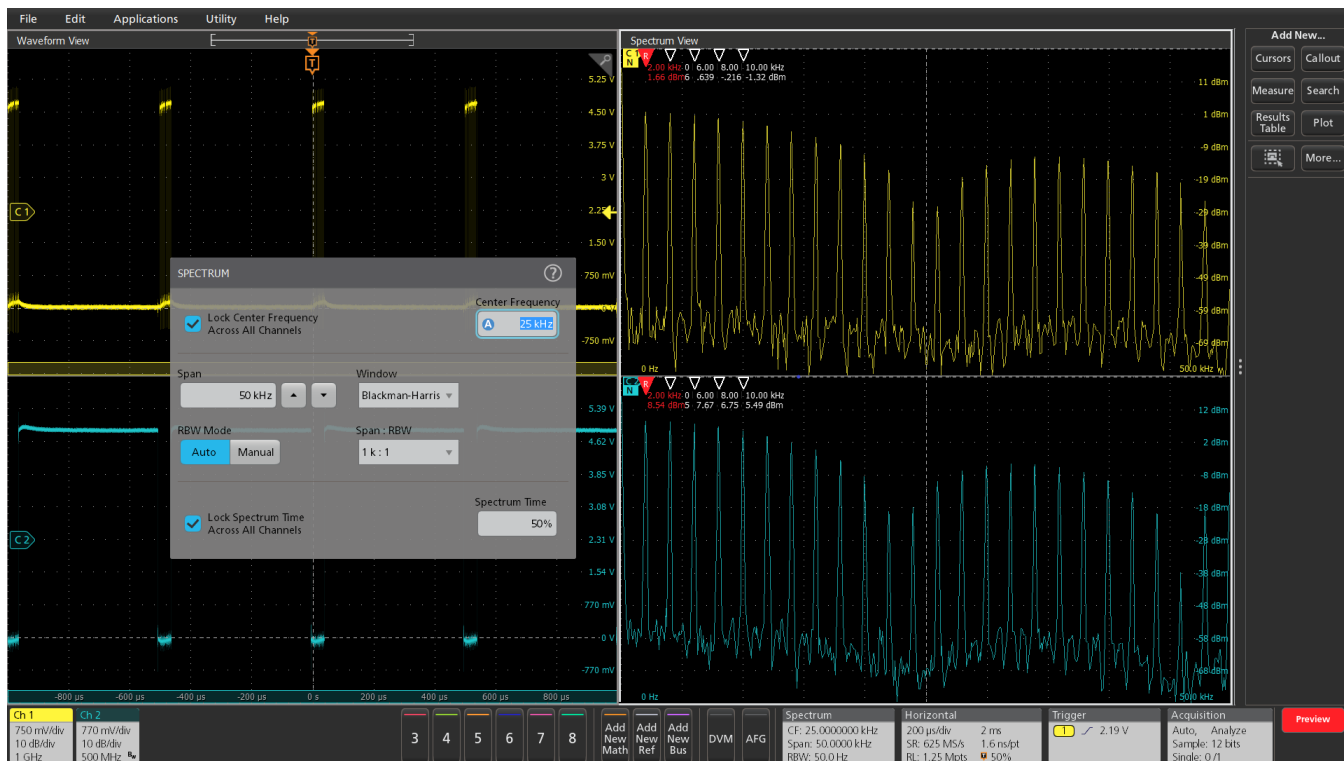 File Edit Applications Utility Help
Waveform View
T
T
5.25 V
4.50 V
3.75 V
3 V
2.25
1.50 V
750 mV
-750 mV
C 1
SPECTRUM ?
Lock Center Frequency
Across All Channels
Center Frequency
A 25 kHz
Span
50 kHz
Window
Blackman-Harris
RBW Mode
Auto Manual
Span : RBW
1 k : 1
Lock Spectrum Time
Across All Channels
Spectrum Time
50%
5.39 V
4.62 V
3.85 V
3.08 V
2.31 V
1.54 V
770 mV
0 V
-770 mV
C 2
-800 µs -600 µs -400 µs -200 µs 0 s 200 µs 400 µs 600 µs 800 µs
Spectrum View
C 1
N
R
2.00 kHz 0 6.00 8.00 10.00 kHz
1.66 dBm 6 .639 -.216 -1.32 dBm
11 dBm
1 dBm
-9 dBm
-19 dBm
-29 dBm
-39 dBm
-49 dBm
-59 dBm
-69 dBm
0 Hz 50.0 kHz
C 2
N
R
2.00 kHz 0 6.00 8.00 10.00 kHz
8.54 dBm 5 7.67 6.75 5.49 dBm
12 dBm
2 dBm
-8 dBm
-18 dBm
-28 dBm
-38 dBm
-48 dBm
-58 dBm
-68 dBm
0 Hz 50.0 kHz
Add New...
Cursors Callout
Measure Search
Results
Table
Plot
More...
Ch 1
750 mV/div
10 dB/div
1 GHz
Ch 2
770 mV/div
10 dB/div
500 MHz Bw
3 4 5 6 7 8
Add
New
Math
Add
New
Ref
Add
New
Bus
DVM AFG
Spectrum
CF: 25.0000000 kHz
Span: 50.0000 kHz
RBW: 50.0 Hz
Horizontal
200 µs/div 2 ms
SR: 625 MS/s 1.6 ns/pt
RL: 1.25 Mpts 50%
Trigger
1 2.19 V
Acquisition
Auto, Analyze
Sample: 12 bits
Single: 0 /1
Preview